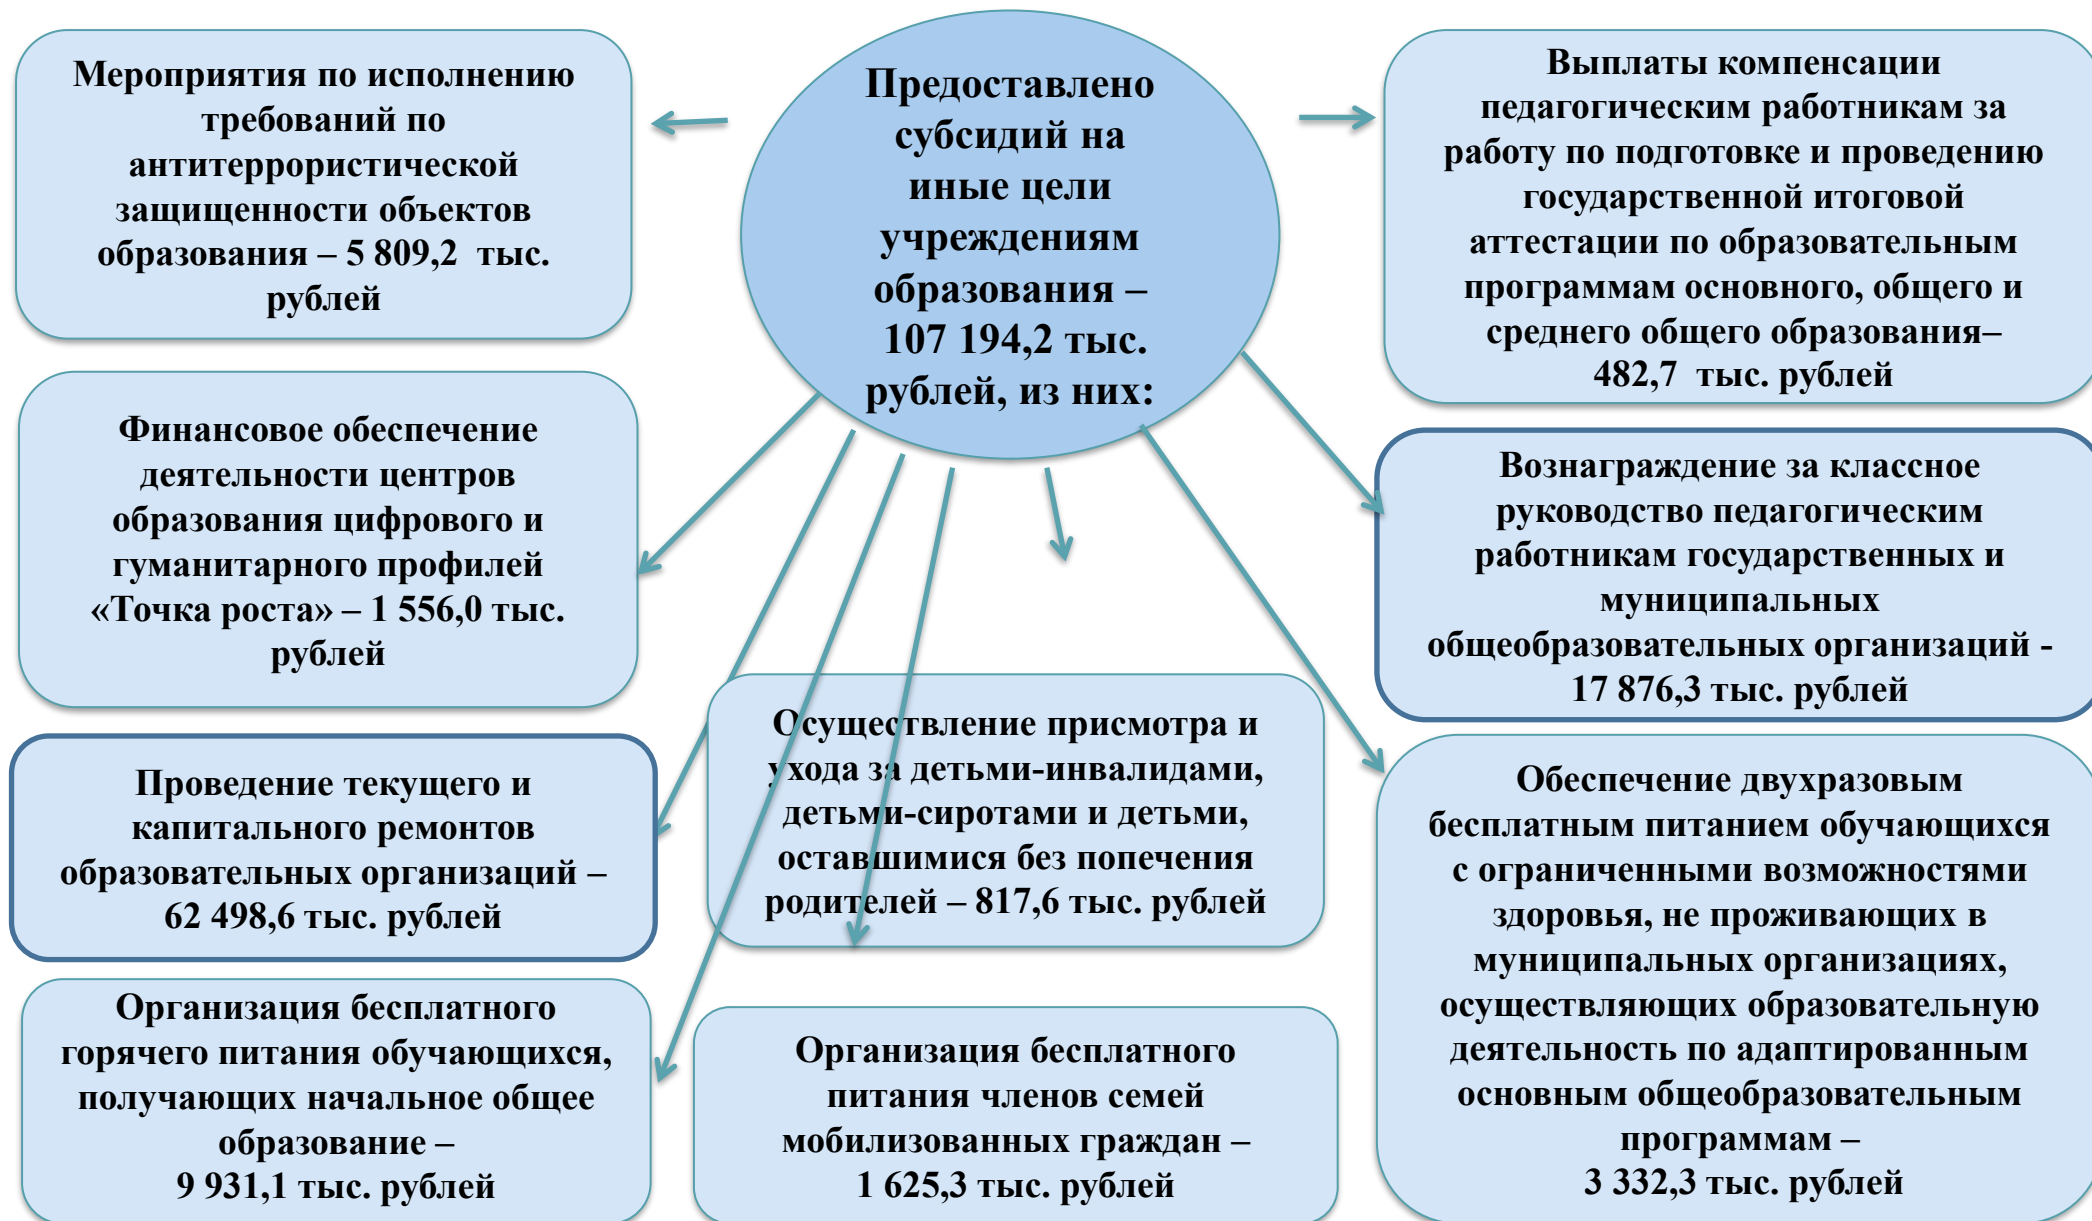 Мероприятия по исполнению
требований по
антитеррористической
защищенности объектов
образования – 5 809,2 тыс.
рублей
Предоставлено
субсидий на
иные цели
учреждениям
образования –
107 194,2 тыс.
рублей, из них:
Выплаты компенсации
педагогическим работникам за
работу по подготовке и проведению
государственной итоговой
аттестации по образовательным
программам основного, общего и
среднего общего образования–
482,7 тыс. рублей
Финансовое обеспечение
деятельности центров
образования цифрового и
гуманитарного профилей
«Точка роста» – 1 556,0 тыс.
рублей
Вознаграждение за классное
руководство педагогическим
работникам государственных и
муниципальных
общеобразовательных организаций -
17 876,3 тыс. рублей
Проведение текущего и
капитального ремонтов
образовательных организаций –
62 498,6 тыс. рублей
Осуществление присмотра и
ухода за детьми-инвалидами,
детьми-сиротами и детьми,
оставшимися без попечения
родителей – 817,6 тыс. рублей
Обеспечение двухразовым
бесплатным питанием обучающихся
с ограниченными возможностями
здоровья, не проживающих в
муниципальных организациях,
осуществляющих образовательную
деятельность по адаптированным
основным общеобразовательным
программам –
3 332,3 тыс. рублей
Организация бесплатного
горячего питания обучающихся,
получающих начальное общее
образование –
9 931,1 тыс. рублей
Организация бесплатного
питания членов семей
мобилизованных граждан –
1 625,3 тыс. рублей